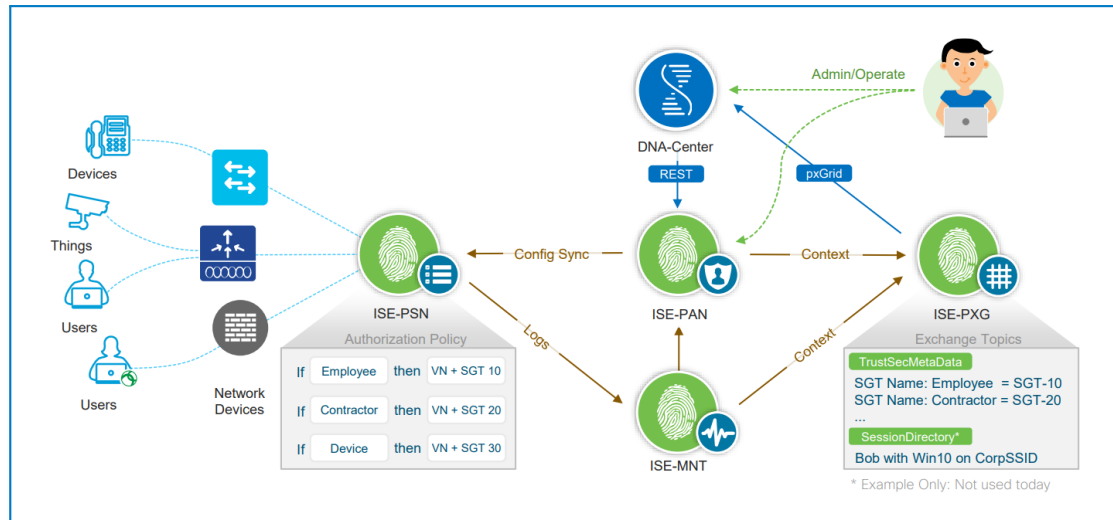 Devices
Things
Users
Users
Network
Devices
ISE-PSN
Authorization Policy
If Employee then VN + SGT 10
If Contractor then VN + SGT 20
If Device then VN + SGT 30
Config Sync
Logs
DNA-Center
REST
pxGrid
Admin/Operate
ISE-PAN
Context
Context
ISE-MNT
ISE-PXG
Exchange Topics
TrustSecMetaData
SGT Name: Employee = SGT-10
SGT Name: Contractor = SGT-20
...
SessionDirectory*
Bob with Win10 on CorpSSID
* Example Only: Not used today